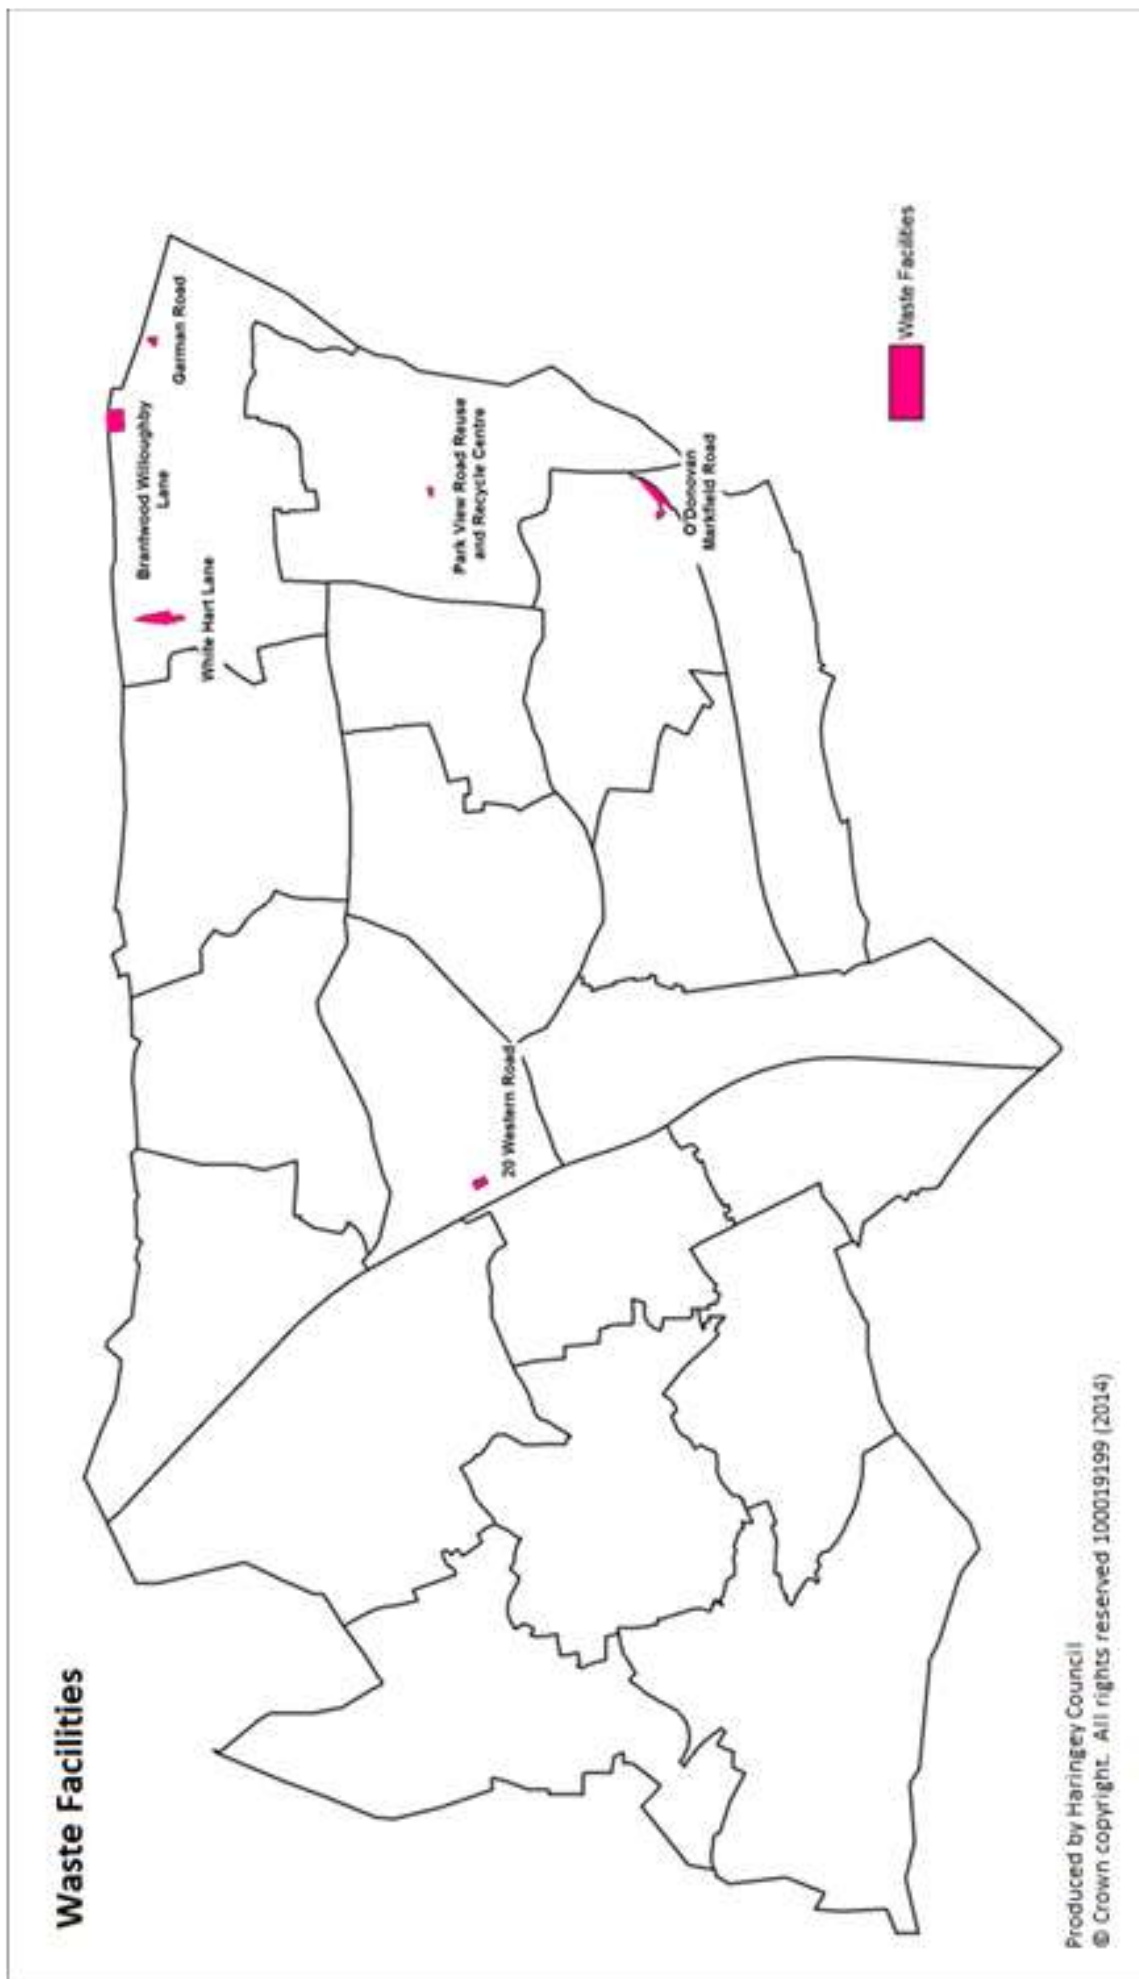 Waste Facilities
Brantwood Willoughby
Lane
Garman Road
White Hart Lane
Park View Road Reuse
and Recycle Centre
O'Donovan
Markfield Road
20 Western Road
Waste Facilities
Produced by Haringey Council
© Crown copyright. All rights reserved 100019199 (2014)